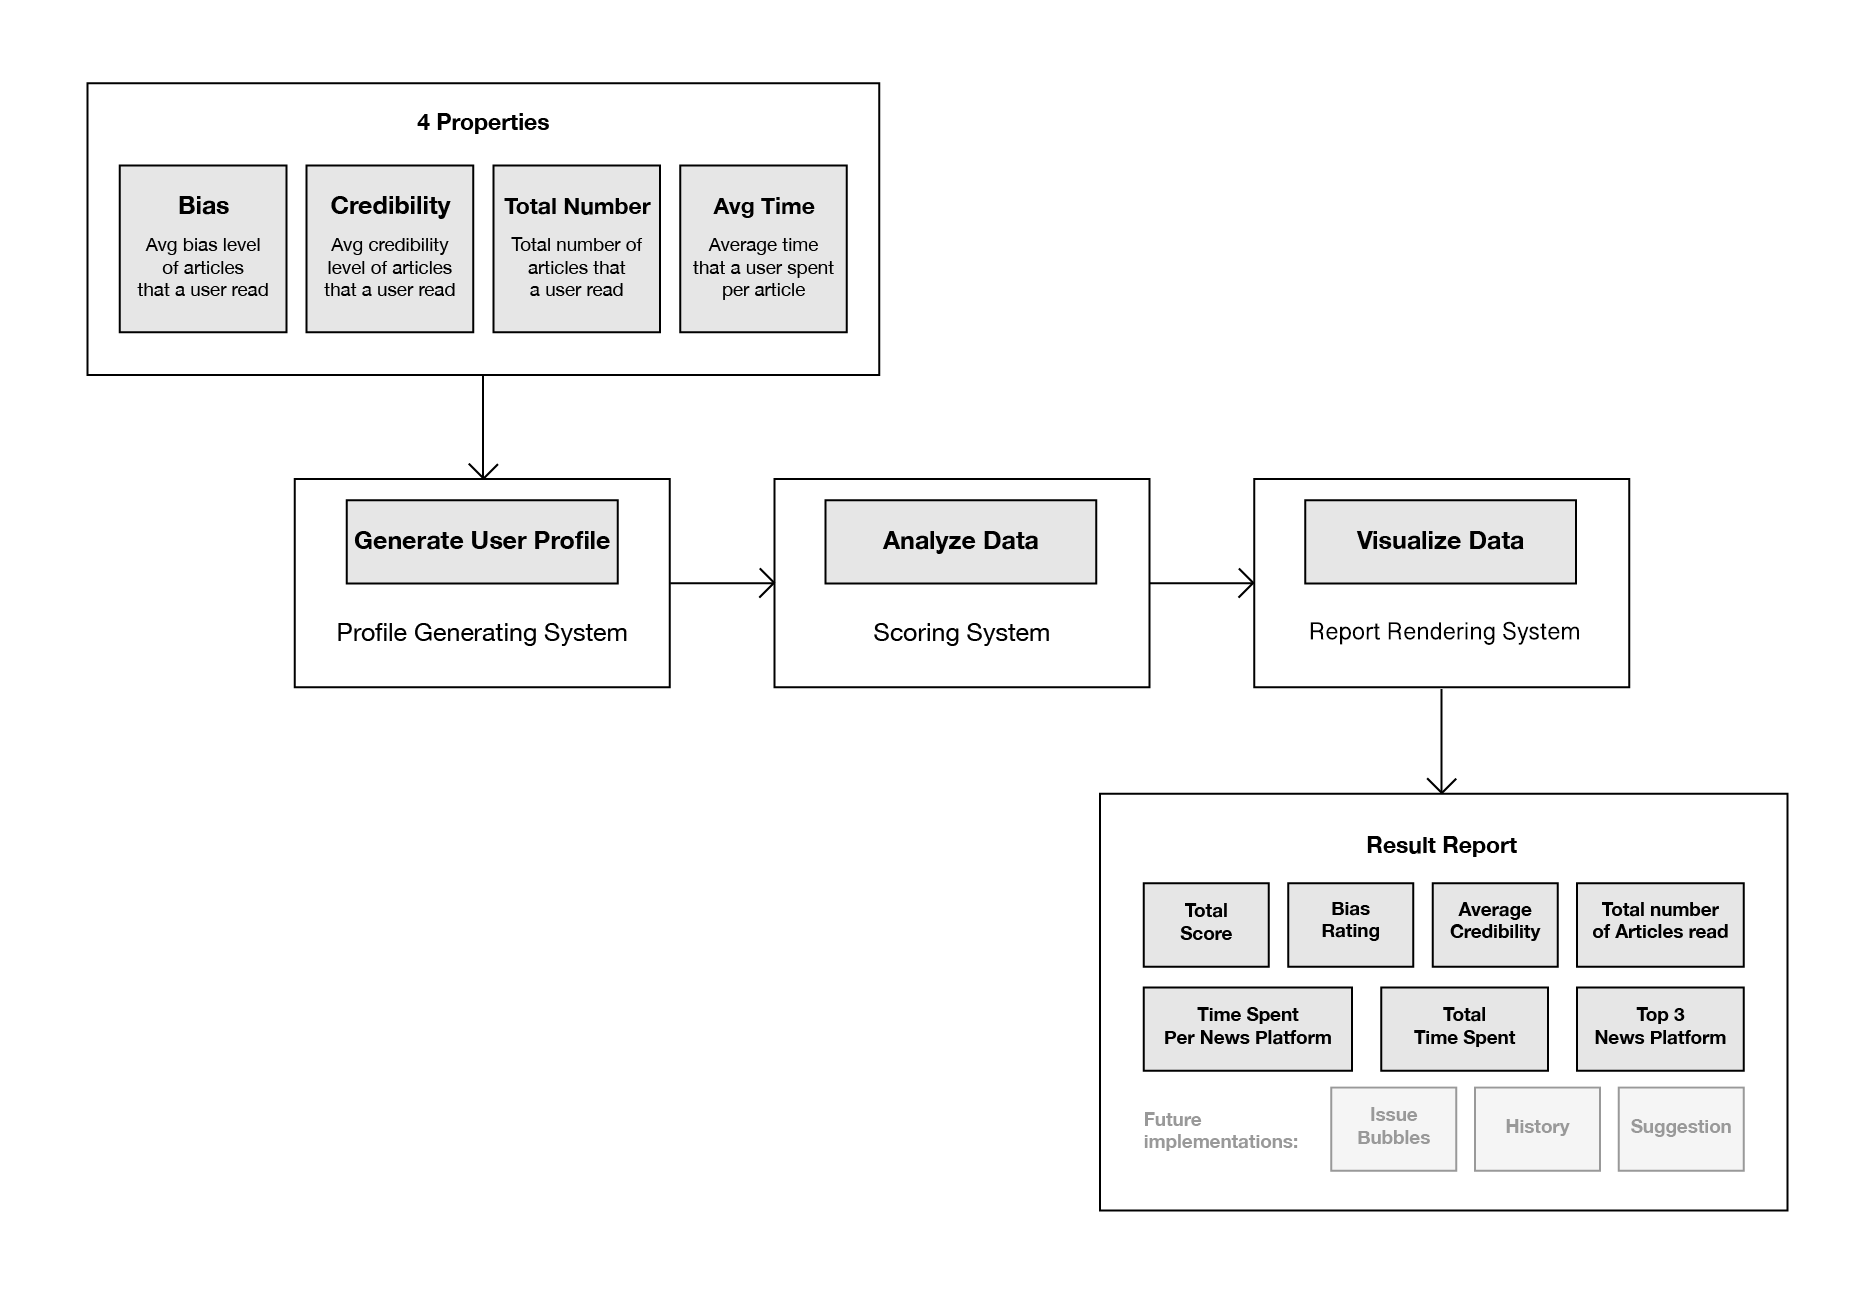 4 Properties
Bias
Avg bias level
of articles
that a user read
Credibility
Avg credibility
level of articles
that a user read
Total Number
Total number of
articles that
a user read
Avg Time
Average time
that a user spent
per article
Generate User Profile
Profile Generating System
Analyze Data
Scoring System
Visualize Data
Report Rendering System
Result Report
Total
Score
Bias
Rating
Average
Credibility
Total number
of Articles read
Time Spent
Per News Platform
Total
Time Spent
Top 3
News Platform
Future
implementations:
Issue
Bubbles
History
Suggestion